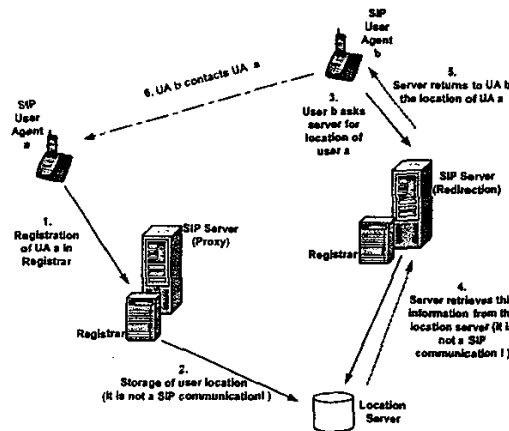 SIP
User
Agent
b
5.
Server returns to UA b
the location of UA a
6. UA b contacts UA a
3.
User b asks
server for
location of
user a
SIP
User
Agent
a
SIP Server
(Redirection)
1.
Registration
of UA a in
Registrar
SIP Server
(Proxy)
Registrar
Registrar
4.
Server retrieves this
information from the
location server (it is
not a SIP
communication!)
2.
Storage of user location
(it is not a SIP communication!)
Location
Server